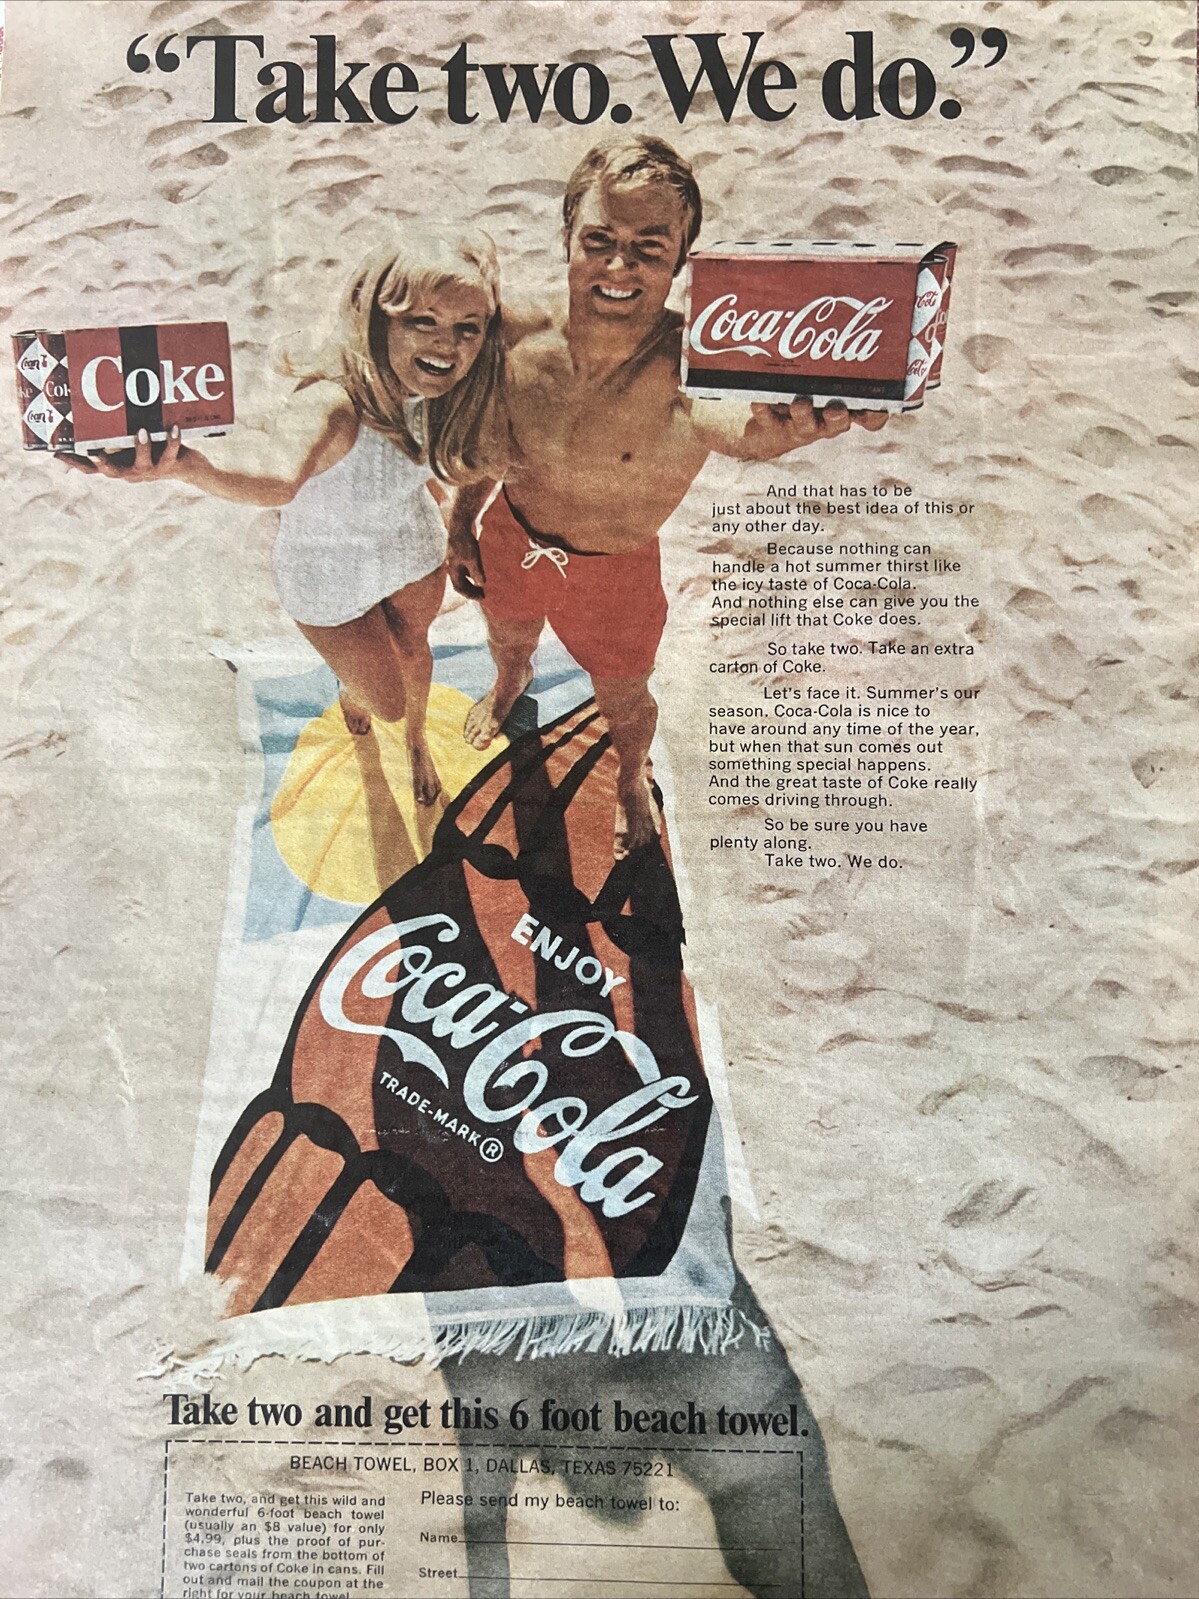 “Take two. We do.”
Coke
Coca-Cola
And that has to be
just about the best idea of this or
any other day.
Because nothing can
handle a hot summer thirst like
the icy taste of Coca-Cola.
And nothing else can give you the
special lift that Coke does.
So take two. Take an extra
carton of Coke.
Let's face it. Summer's our
season. Coca-Cola is nice to
have around any time of the year,
but when that sun comes out
something special happens.
And the great taste of Coke really
comes driving through.
So be sure you have
plenty along.
Take two. We do.
ENJOY
Coca-Cola
TRADE-MARK®
Take two and get this 6 foot beach towel.
BEACH TOWEL, BOX 1, DALLAS, TEXAS 75221
Take two, and get this wild and
wonderful 6-foot beach towel
(usually an $8 value) for only
$4.99, plus the proof of pur-
chase seals from the bottom of
two cartons of Coke in cans. Fill
out and mail the coupon at the
right for your beach towel
Please send my beach towel to:
Name
Street